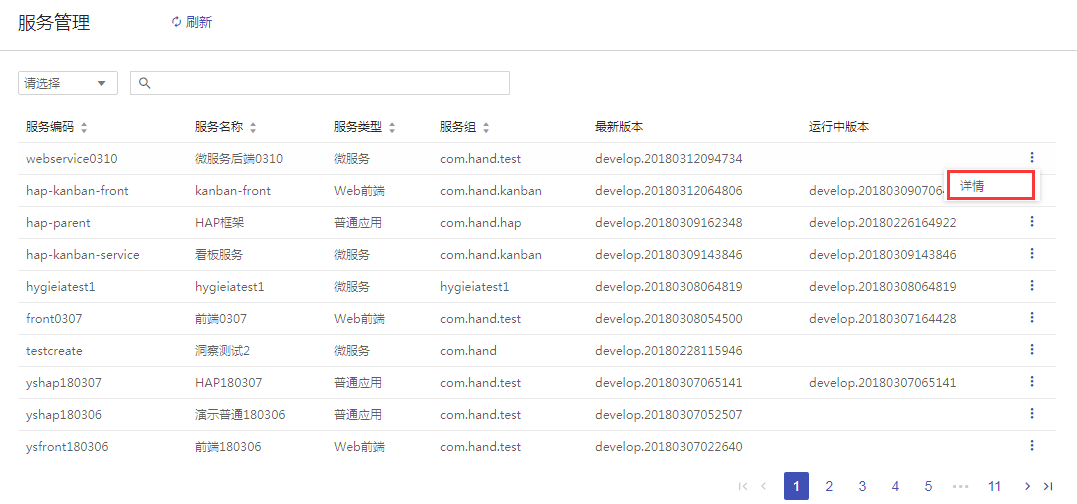 服务管理 刷新
请选择
服务编码 服务名称 服务类型 服务组 最新版本 运行中版本
webservice0310 微服务后端0310 微服务 com.hand.test develop.20180312094734
hap-kanban-front kanban-front Web前端 com.hand.kanban develop.20180312064806 develop.2018030907064
详情
hap-parent HAP框架 普通应用 com.hand.hap develop.20180309162348 develop.20180226164922
hap-kanban-service 看板服务 微服务 com.hand.kanban develop.20180309143846 develop.20180309143846
hygieiatest1 hygieiatest1 微服务 hygieiatest1 develop.20180308064819 develop.20180308064819
front0307 前端0307 Web前端 com.hand.test develop.20180308054500 develop.20180307164428
testcreate 洞察测试2 微服务 com.hand develop.20180228115946
yshap180307 HAP180307 普通应用 com.hand.test develop.20180307065141 develop.20180307065141
yshap180306 演示普通180306 普通应用 com.hand.test develop.20180307052507
ysfront180306 前端180306 Web前端 com.hand.test develop.20180307022640
1 2 3 4 5 ••• 11